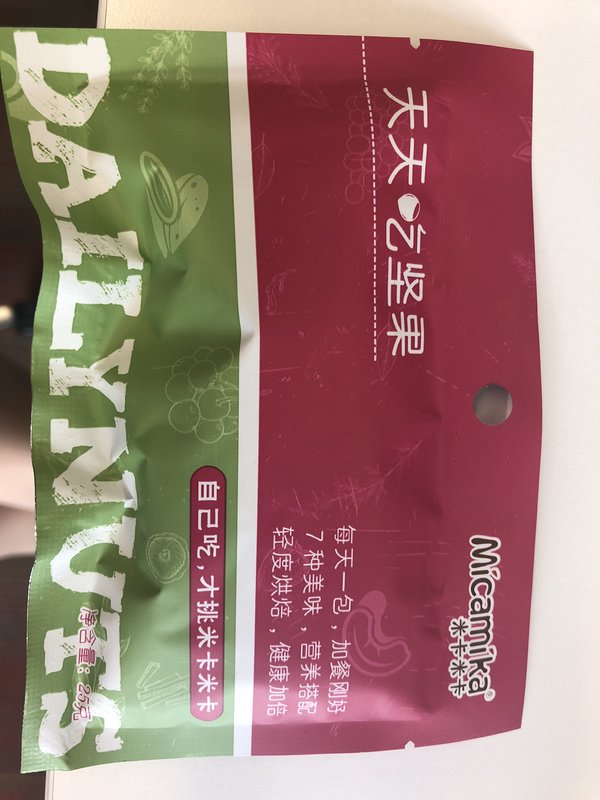 Micamika®
米卡米卡
天天吃坚果
每天一包，加餐刚好
7 种美味，营养搭配
轻度烘焙，健康加倍
自己吃，才挑米卡米卡
DAILYNUTS
净含量：25克